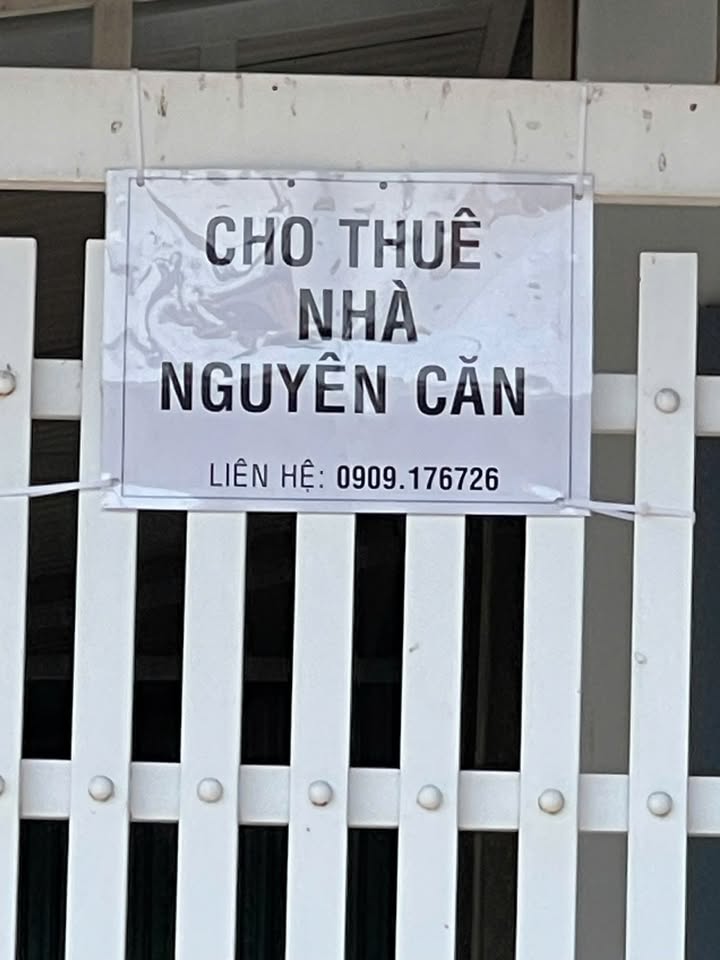 CHO THUÊ
NHÀ
NGUYÊN CĂN
LIÊN HỆ: 0909.176726